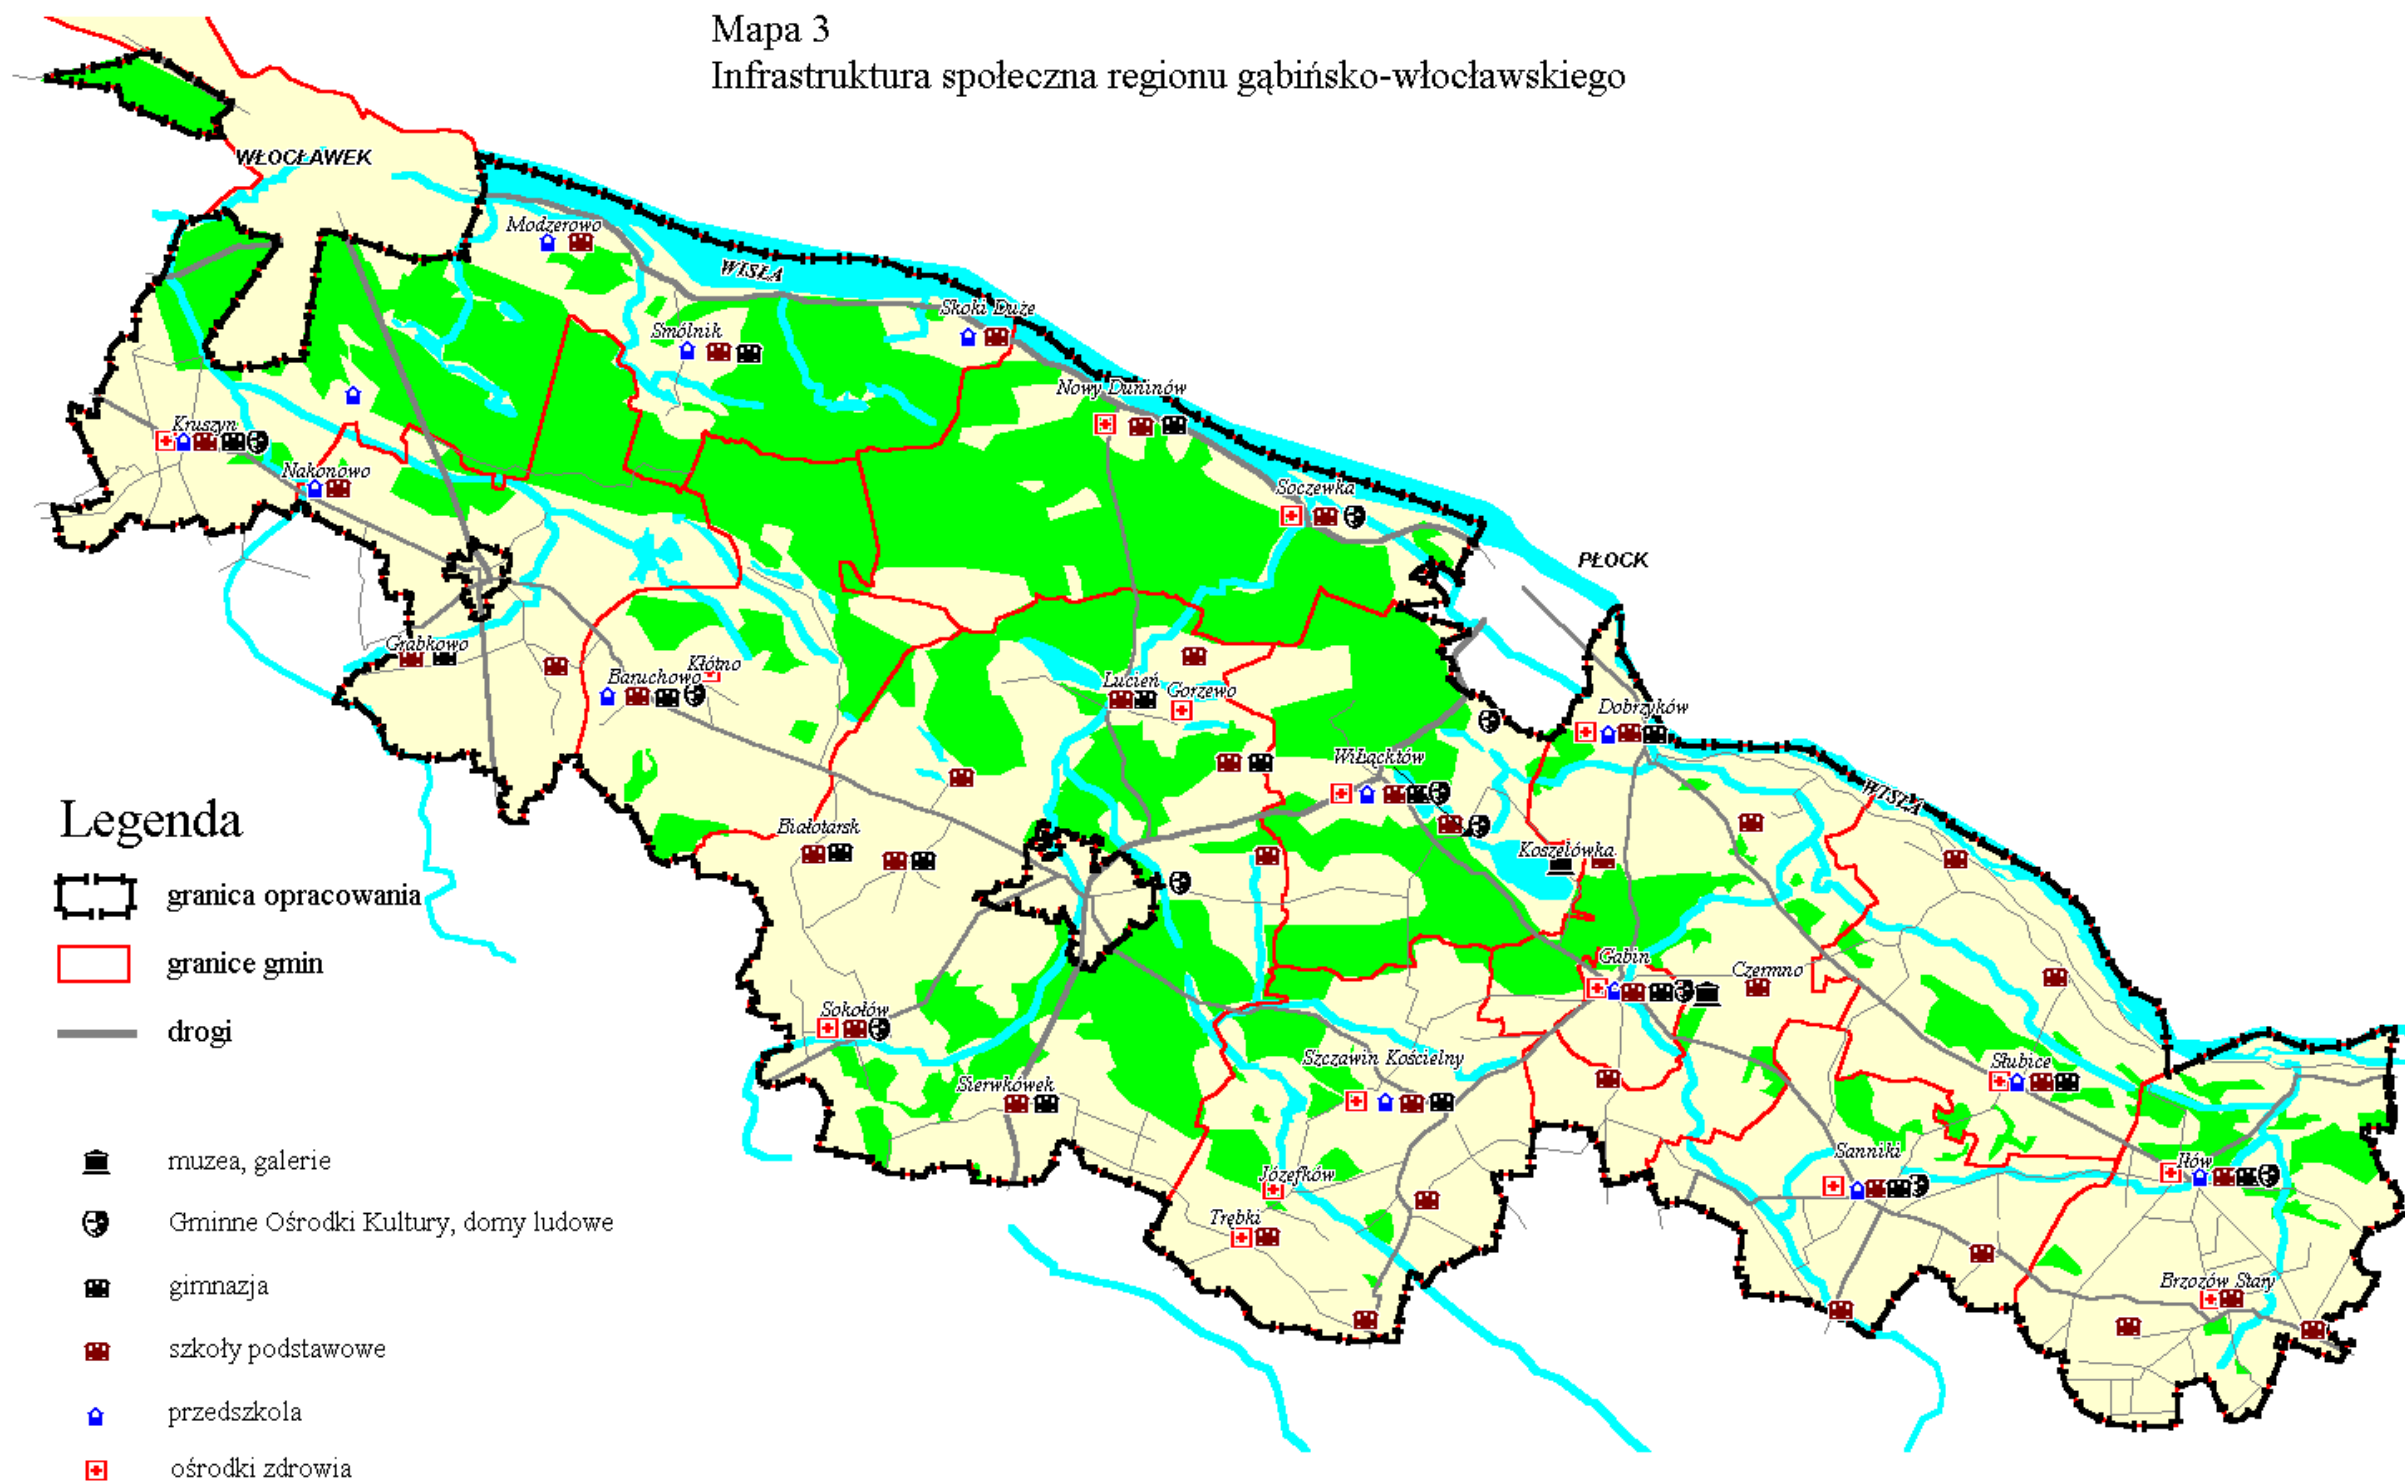 Mapa 3
Infrastruktura społeczna regionu gąbińsko-włocławskiego
WŁOCŁAWEK
Modzerowo
WISŁA
Skoki Duże
Smólnik
Nowy Duninów
Kruszyn
Nakonowo
Soczewka
PŁOCK
Grabkowo
Kłótno
Baruchowo
Lucień
Gorzewo
Dobrzyków
Wiłącktów
WISŁA
Białotarsk
Koszelówka
Gabin
Czermno
Sokołów
Szczawin Kościelny
Słubice
Sierwkówek
Sanniki
Iłów
Józefków
Trębki
Brzozów Stary
Legenda
granica opracowania
granice gmin
drogi
muzea, galerie
Gminne Ośrodki Kultury, domy ludowe
gimnazja
szkoły podstawowe
przedszkola
ośrodki zdrowia